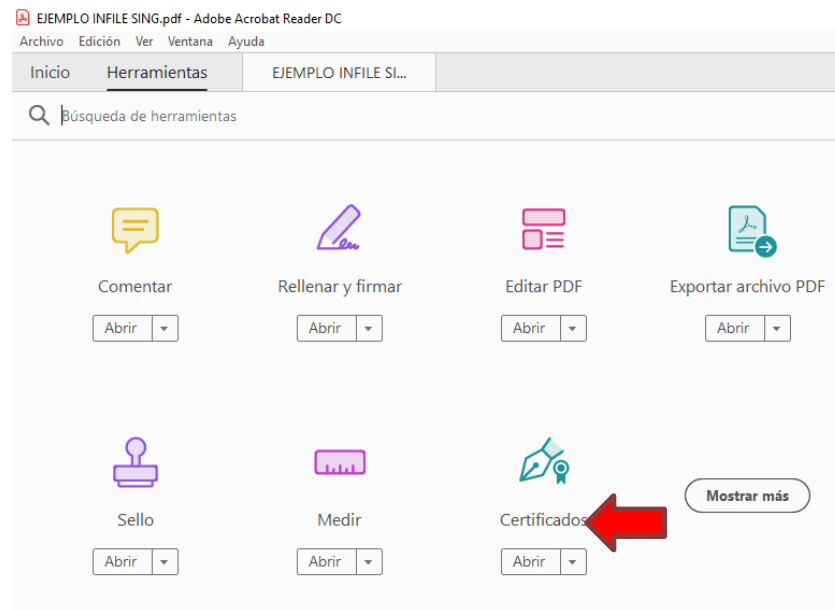 EJEMPLO INFILE SING.pdf - Adobe Acrobat Reader DC
Archivo Edición Ver Ventana Ayuda
Inicio Herramientas EJEMPLO INFILE SI...
Búsqueda de herramientas
Comentar Rellenar y firmar Editar PDF Exportar archivo PDF
Abrir Abrir Abrir Abrir
Sello Medir Certificados Mostrar más
Abrir Abrir Abrir